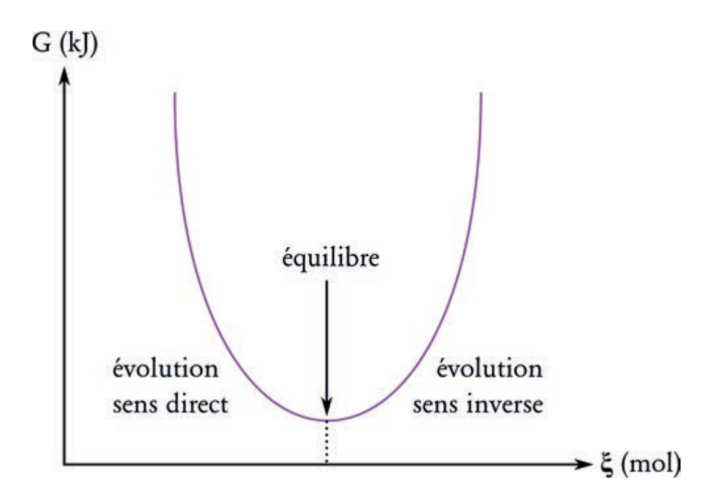 G (kJ)
équilibre
évolution
sens direct
évolution
sens inverse
ξ (mol)